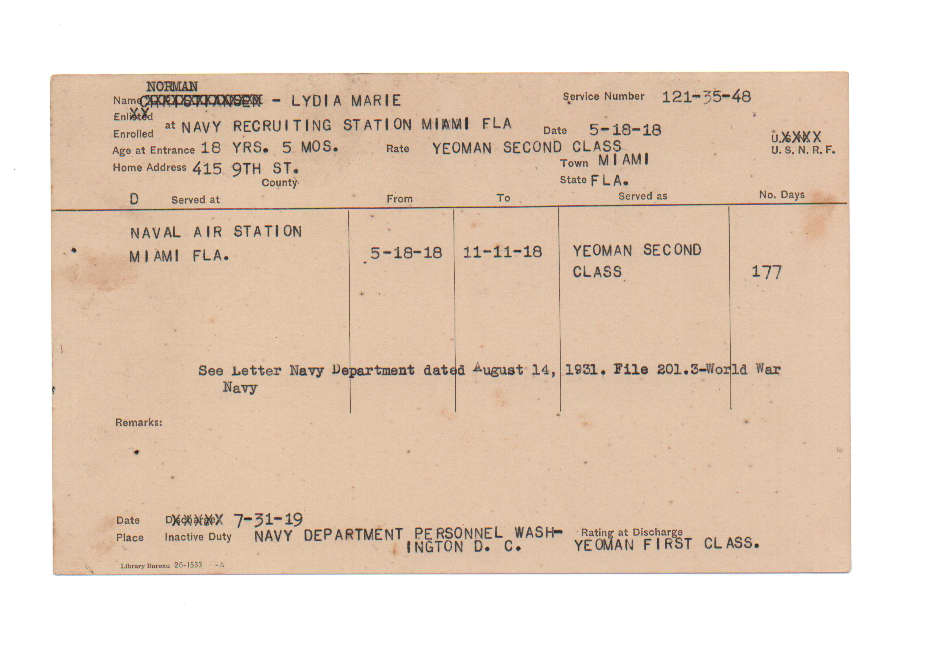 NORMAN
Name CHRISTIANSEN - LYDIA MARIE Service Number 121-35-48
Enlisted
Enrolled at NAVY RECRUITING STATION MIAMI FLA Date 5-18-18 U.S.N.
Age at Entrance 18 YRS. 5 MOS. Rate YEOMAN SECOND CLASS U. S. N. R. F.
Home Address 415 9TH ST. Town MIAMI
County State FLA.
D Served at From To Served as No. Days
NAVAL AIR STATION
MIAMI FLA. 5-18-18 11-11-18 YEOMAN SECOND
CLASS 177
See Letter Navy Department dated August 14, 1931. File 201.3-World War
Navy
Remarks:
Date Discharge 7-31-19
Place Inactive Duty NAVY DEPARTMENT PERSONNEL WASH- Rating at Discharge
INGTON D. C. YEOMAN FIRST CLASS.
Library Bureau 26-1533